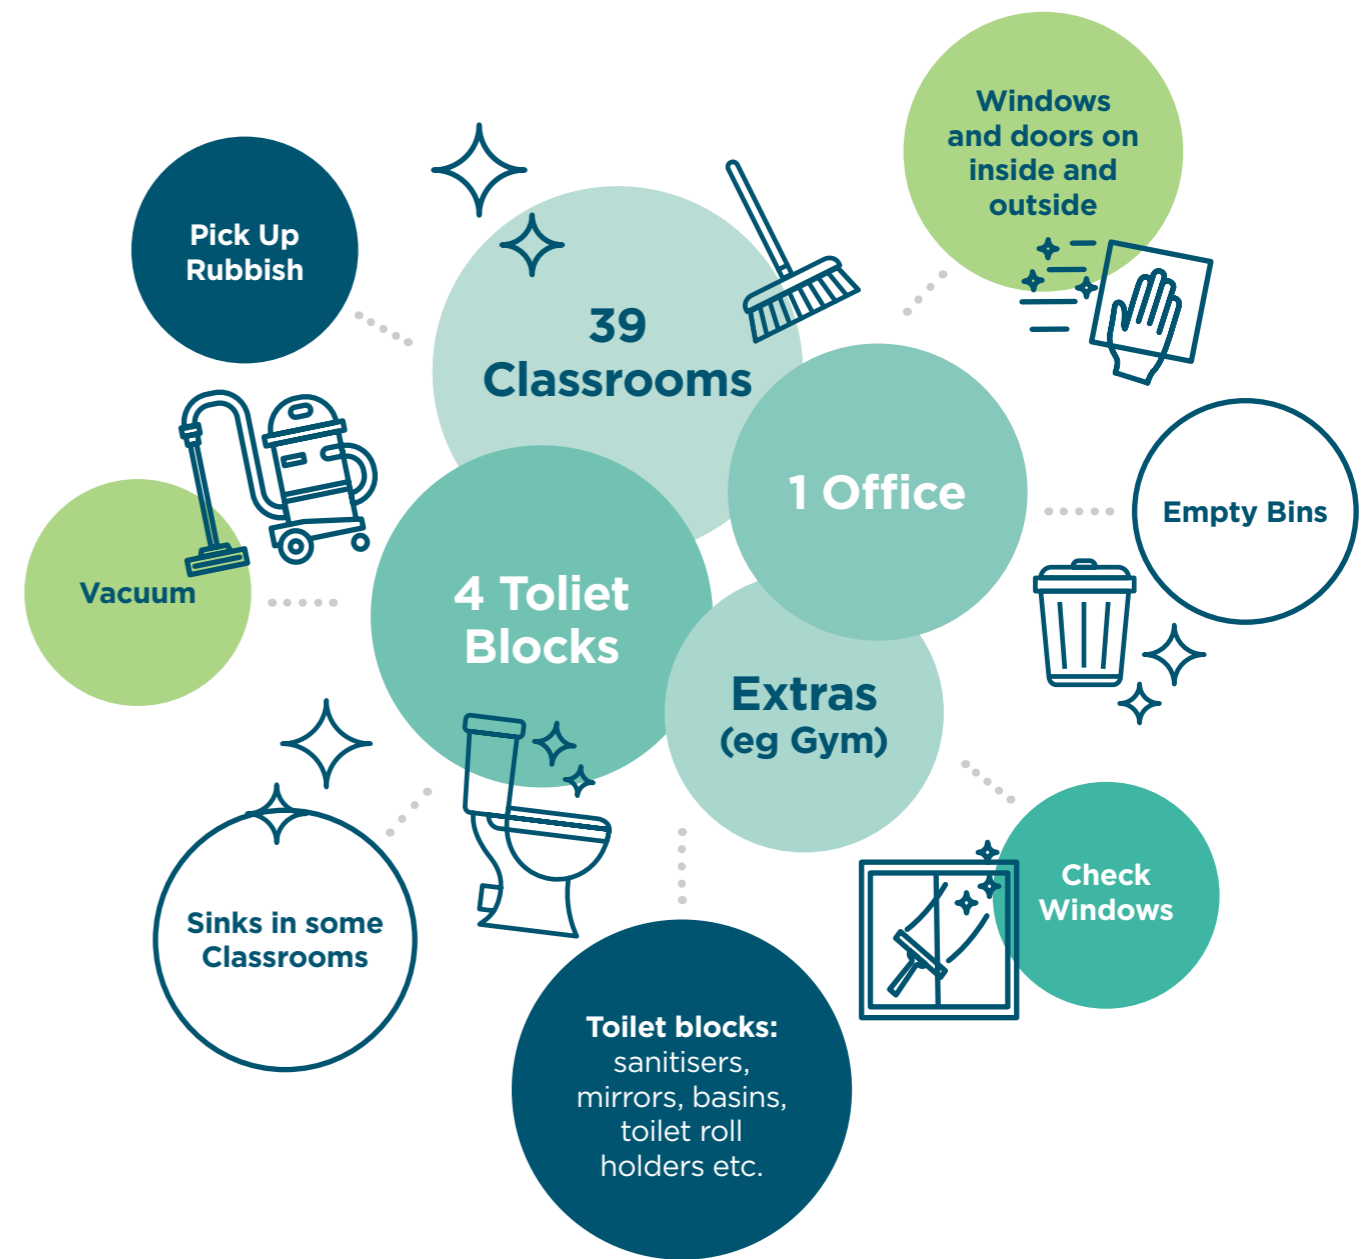 Windows
and doors on
inside and
outside
Pick Up
Rubbish
39
Classrooms
1 Office
Empty Bins
Vacuum
4 Toliet
Blocks
Extras
(eg Gym)
Check
Windows
Sinks in some
Classrooms
Toilet blocks:
sanitisers,
mirrors, basins,
toilet roll
holders etc.